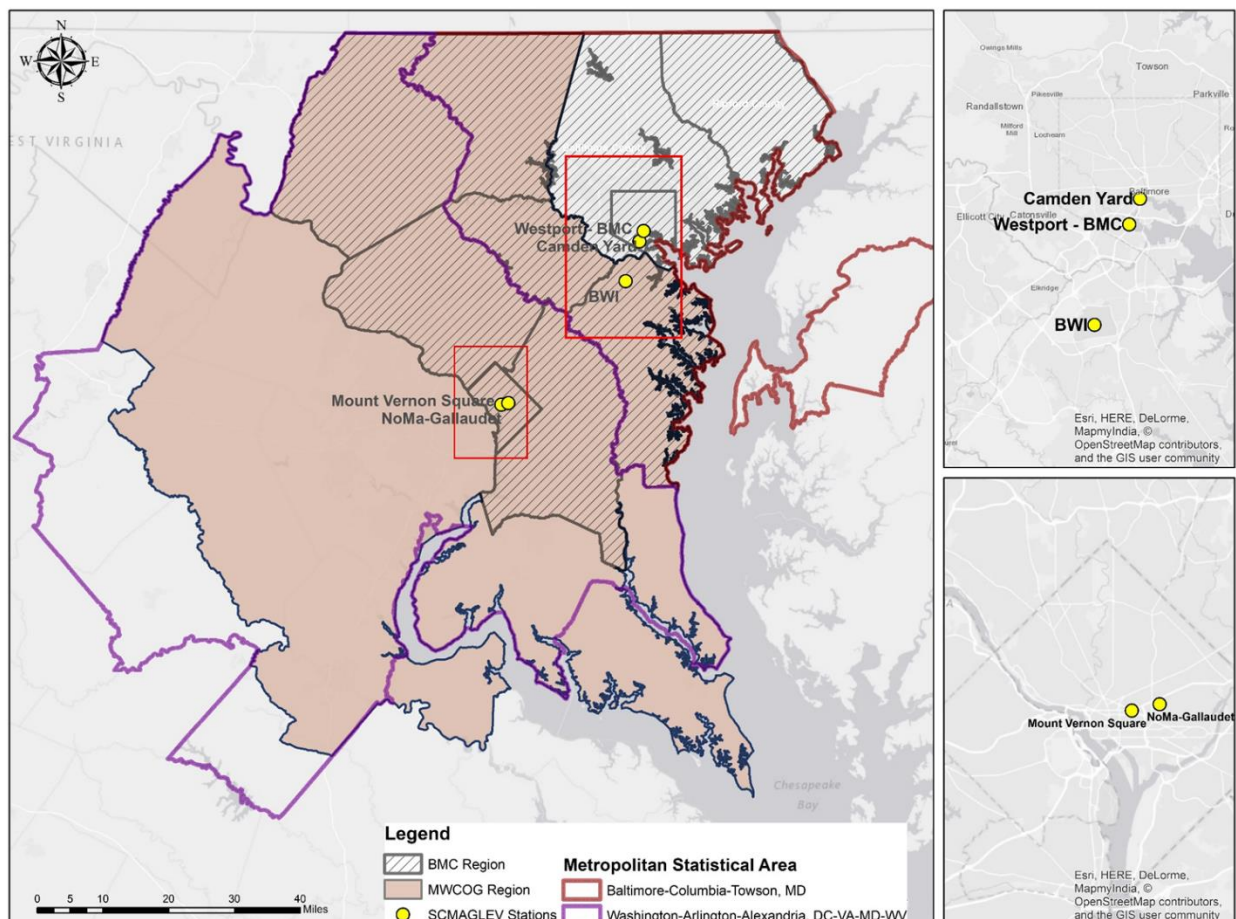 N
W E
S
EST VIRGINIA
Westport - BMC
Camden Yard
BWI
Mount Vernon Square
NoMa-Gallaudet
Chesapeake
Bay
0 5 10 20 30 40
Miles
Legend
BMC Region
MWCOG Region
SCMAGLEV Stations
Metropolitan Statistical Area
Baltimore-Columbia-Towson, MD
Washington-Arlington-Alexandria, DC-VA-MD-WV
Owings Mills
Towson
Pikesville
Parkville
Randallstown
Milford
Mill
Lochearn
Camden Yard
Baltimore
Ellicott City
Catonsville
Westport - BMC
Elkridge
BWI
Esri, HERE, DeLorme,
MapmyIndia, ©
OpenStreetMap contributors,
and the GIS user community
Mount Vernon Square
NoMa-Gallaudet
Esri, HERE, DeLorme,
MapmyIndia, ©
OpenStreetMap contributors,
and the GIS user community